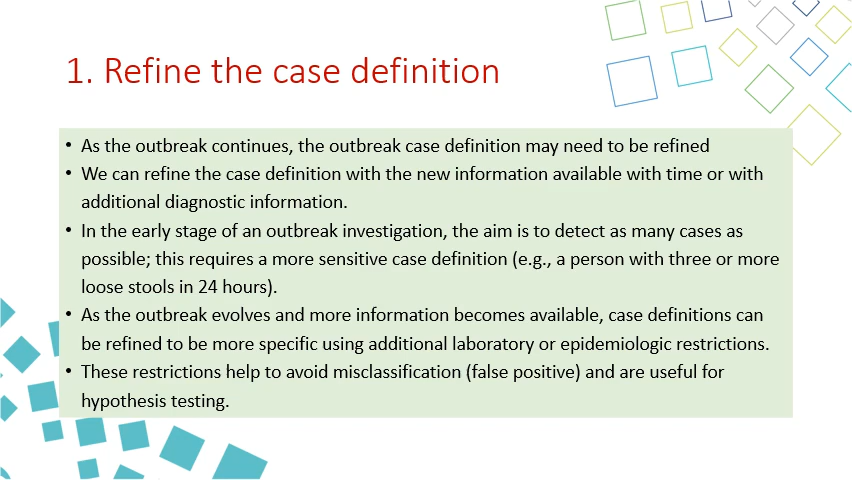 1. Refine the case definition
• As the outbreak continues, the outbreak case definition may need to be refined
• We can refine the case definition with the new information available with time or with
additional diagnostic information.
• In the early stage of an outbreak investigation, the aim is to detect as many cases as
possible; this requires a more sensitive case definition (e.g., a person with three or more
loose stools in 24 hours).
• As the outbreak evolves and more information becomes available, case definitions can
be refined to be more specific using additional laboratory or epidemiologic restrictions.
• These restrictions help to avoid misclassification (false positive) and are useful for
hypothesis testing.